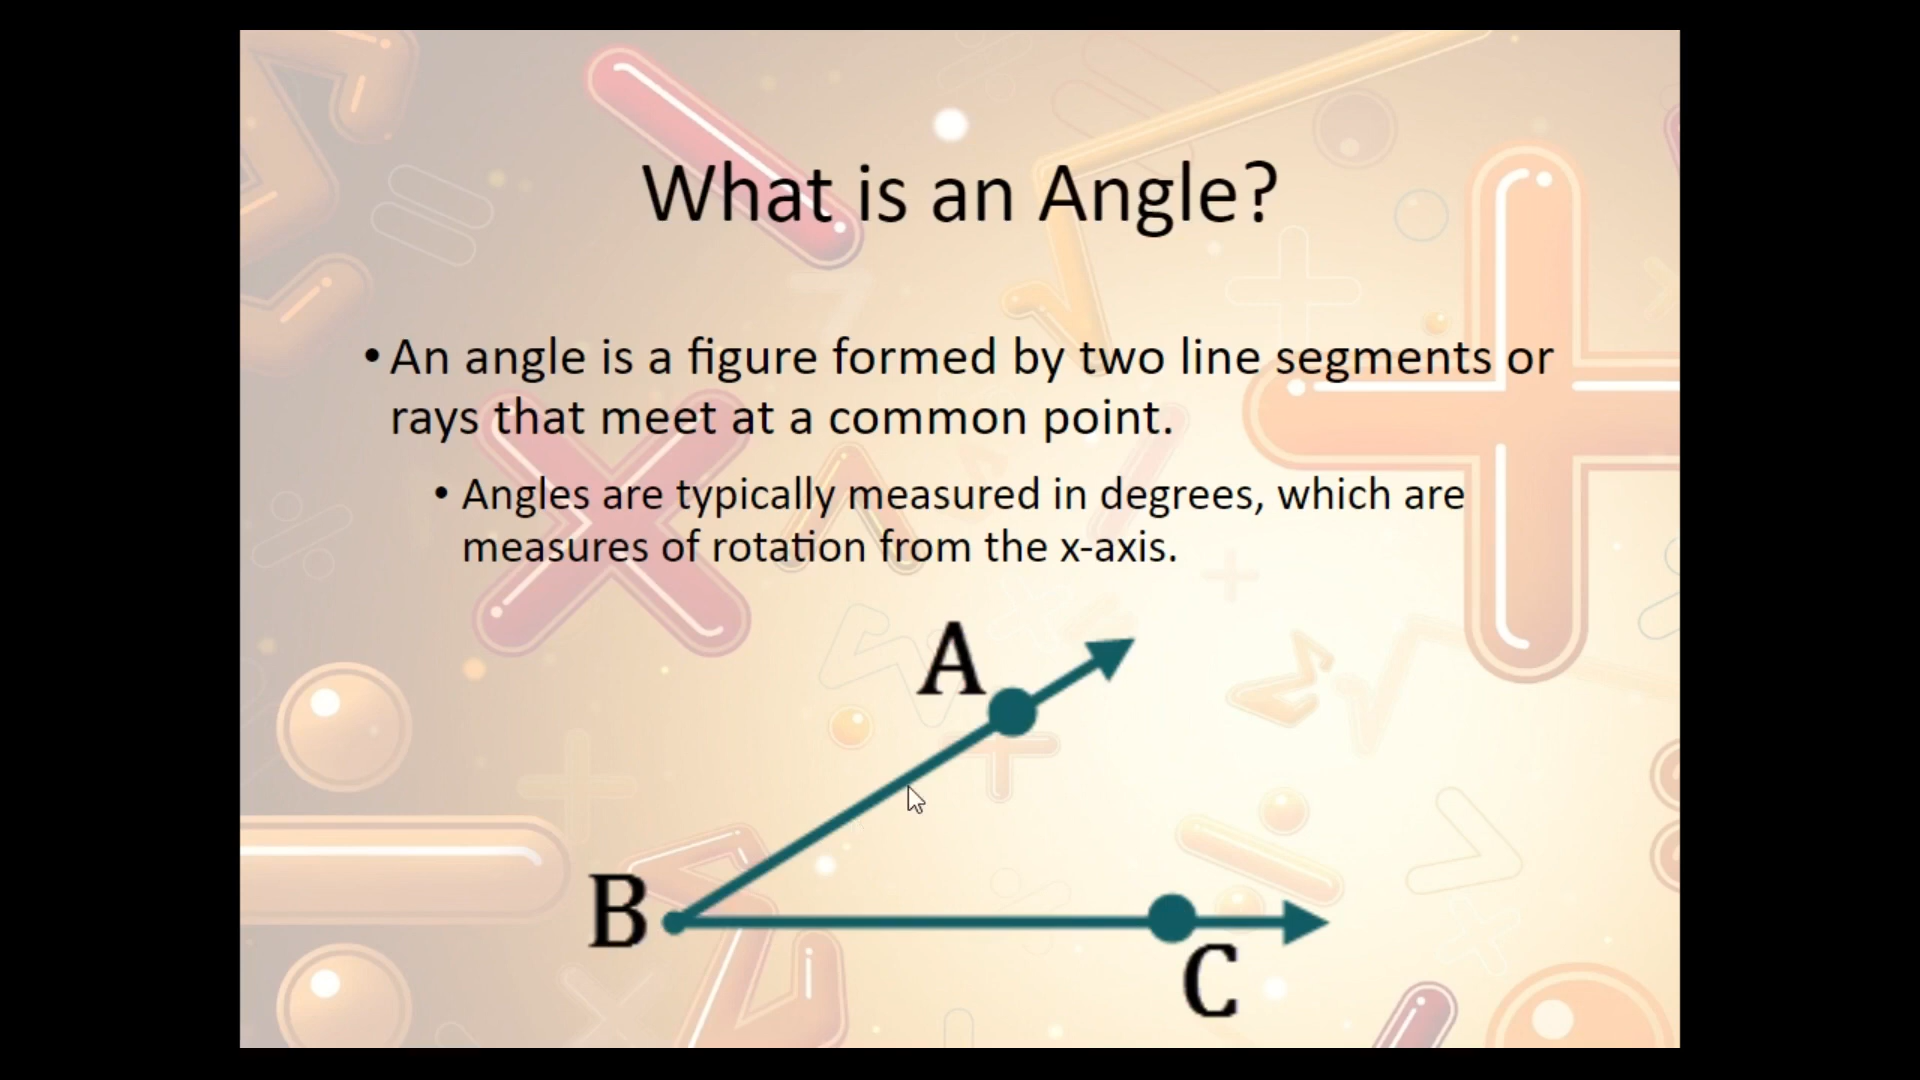 What is an Angle?
• An angle is a figure formed by two line segments or
rays that meet at a common point.
• Angles are typically measured in degrees, which are
measures of rotation from the x-axis.
A
B
C